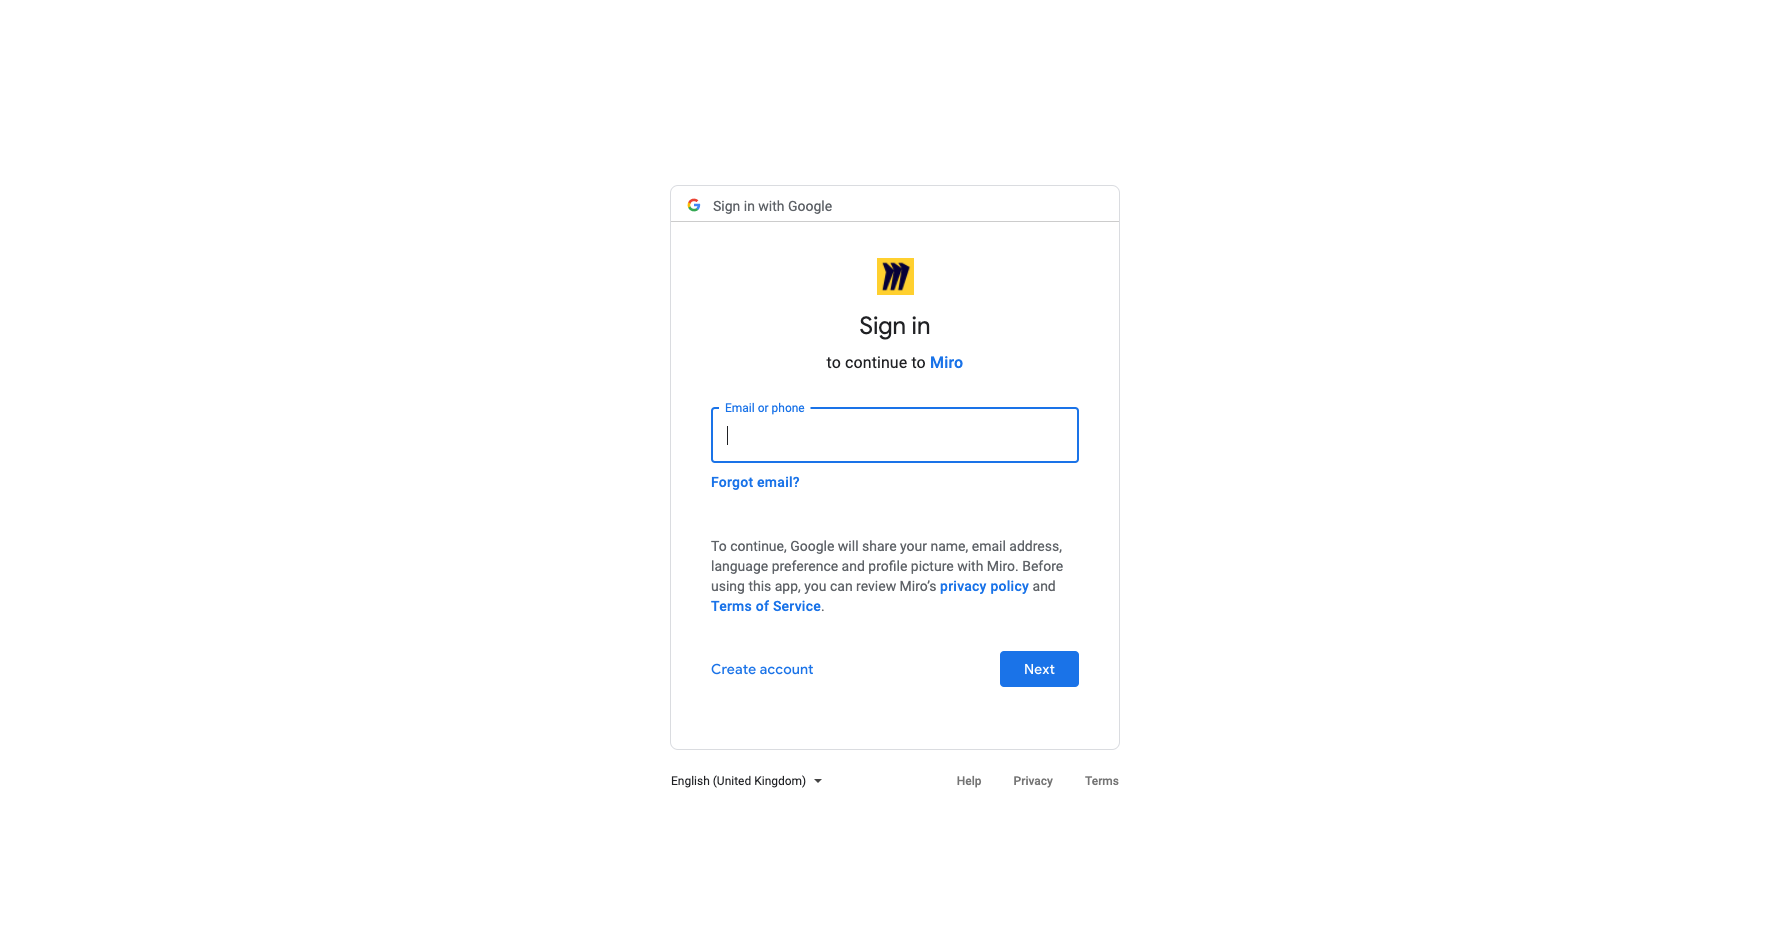 Sign in with Google
Sign in
to continue to Miro
Email or phone
Forgot email?
To continue, Google will share your name, email address,
language preference and profile picture with Miro. Before
using this app, you can review Miro’s privacy policy and
Terms of Service.
Create account
Next
English (United Kingdom)
Help
Privacy
Terms